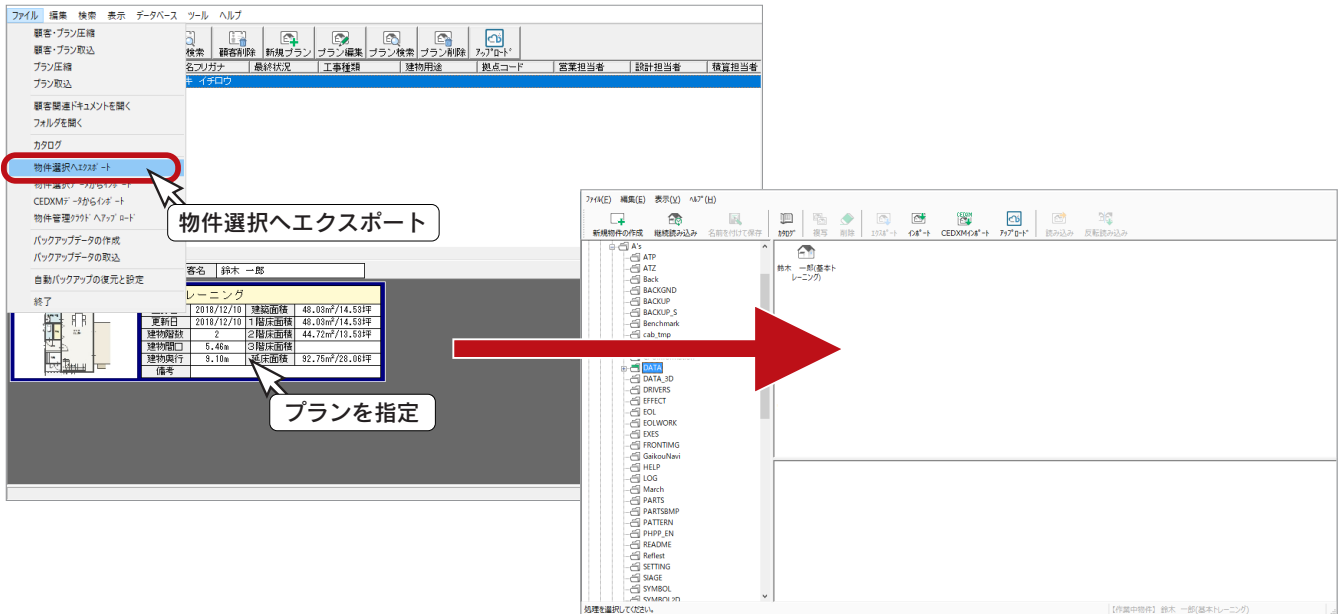 ファイル 編集 検索 表示 データベース ツール ヘルプ
顧客・プラン圧縮
顧客・プラン取込
プラン圧縮
プラン取込
顧客関連ドキュメントを開く
フォルダを開く
カタログ
物件選択へエクスポート
物件選択データからインポート
CEDXMデータからインポート
物件管理クラウドへアップロード
バックアップデータの作成
バックアップデータの取込
自動バックアップの復元と設定
終了
検索 顧客削除 新規プラン プラン編集 プラン検索 プラン削除 アップロード
名フリガナ 最終状況 工事種類 建物用途 拠点コード 営業担当者 設計担当者 積算担当者
キ イチロウ
物件選択へエクスポート
客名 鈴木 一郎
レーニング
2018/12/10 建築面積 48.03m²/14.53坪
更新日 2018/12/10 1階床面積 48.03m²/14.53坪
建物階数 2 2階床面積 44.72m²/13.53坪
建物間口 5.46m 3階床面積
建物奥行 9.10m 延床面積 92.75m²/28.06坪
備考
プランを指定
ファイル(F) 編集(E) 表示(V) ヘルプ(H)
新規物件の作成 継続読み込み 名前を付けて保存 カタログ 複写 削除 エクスポート インポート CEDXMインポート アップロード 読み込み 反転読み込み
A's
ATP
ATZ
Back
BACKGND
BACKUP
BACKUP_S
Benchmark
cab_tmp
DATA
DATA_3D
DRIVERS
EFFECT
EOL
EOLWORK
EXES
FRONTIMG
GaikouNavi
HELP
LOG
March
PARTS
PARTSBMP
PATTERN
PHPP_EN
README
Reflest
SETTING
SIAGE
SYMBOL
SYMBOL2D
鈴木 一郎(基本ト
レーニング)
処理を選択してください。
【作業中物件】 鈴木 一郎(基本トレーニング)